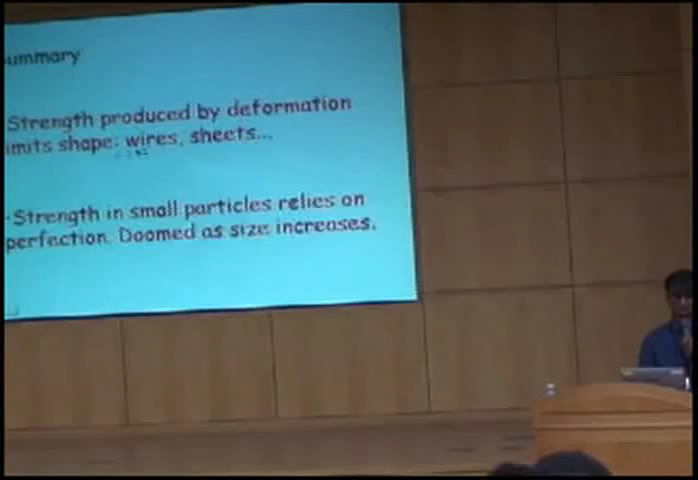 ummary
Strength produced by deformation
imits shape: wires, sheets...
-Strength in small particles relies on
perfection. Doomed as size increases.